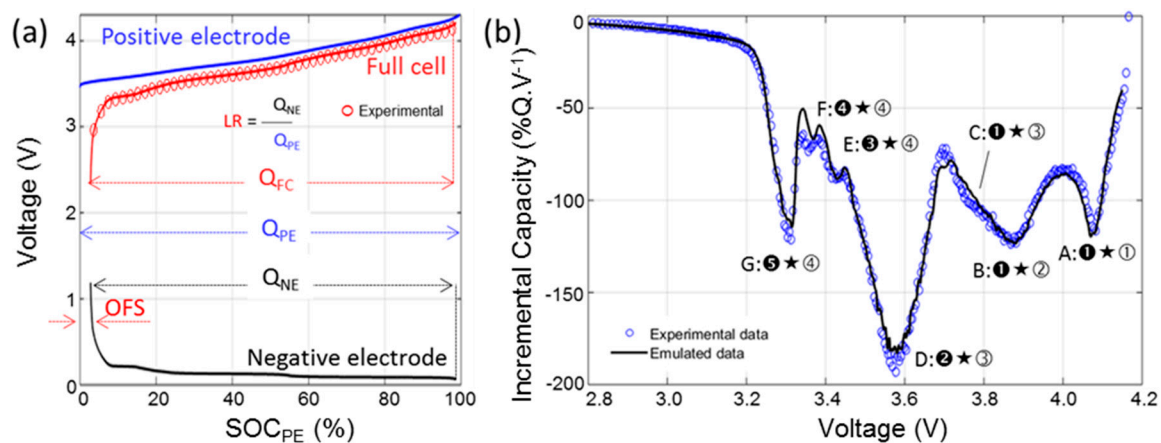 (a)
Voltage (V)
4
3
2
4
1
0
Positive electrode
Full cell
LR = Q_NE / Q_PE
Experimental
Q_FC
Q_PE
Q_NE
OFS
Negative electrode
0 20 40 60 80 100
SOC_PE (%)
(b)
Incremental Capacity (%Q.V⁻¹)
0
-50
-100
-150
-200
F:❹★④
E:❸★④
C:❶★③
G:❺★④
B:❶★②
A:❶★①
D:❷★③
Experimental data
Emulated data
2.8 3.0 3.2 3.4 3.6 3.8 4.0 4.2
Voltage (V)